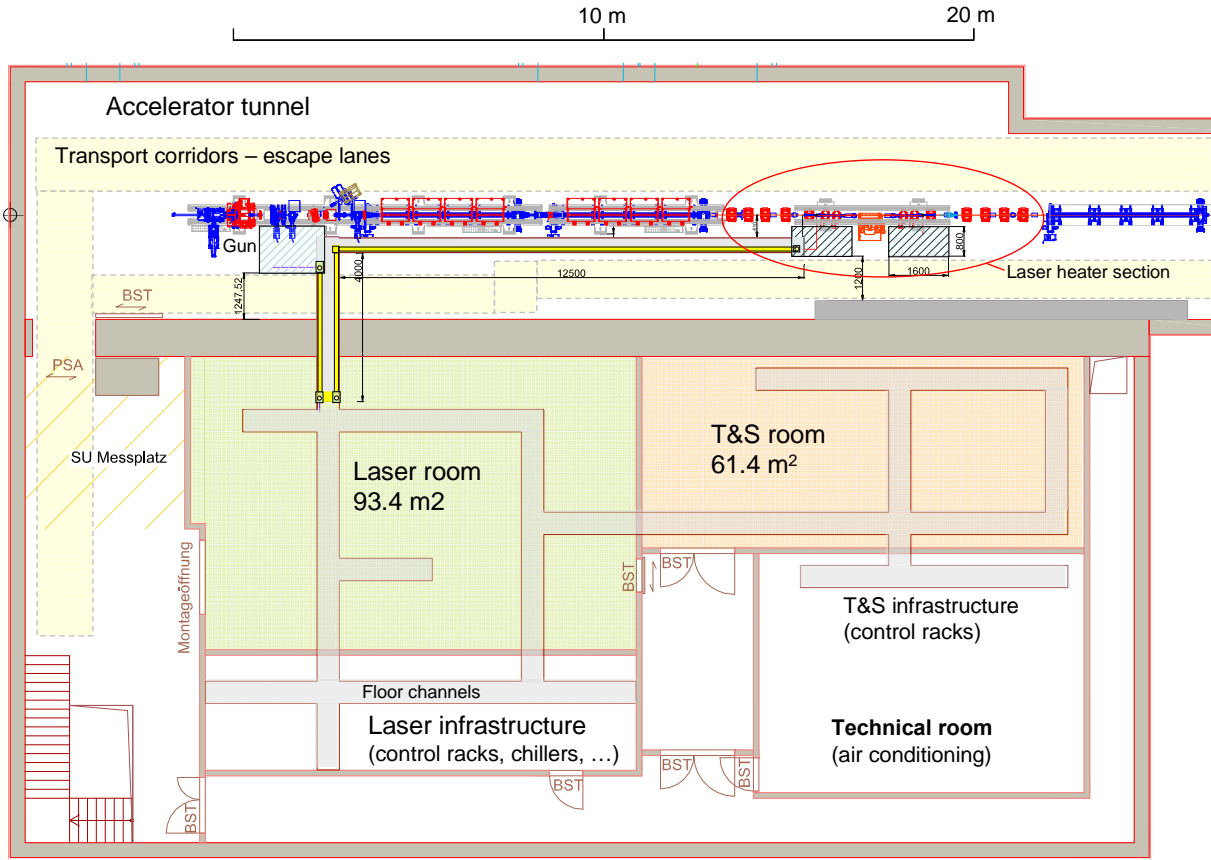 10 m
20 m
Accelerator tunnel
Transport corridors – escape lanes
Gun
4000
12500
1200
800
1600
Laser heater section
1247,52
BST
PSA
SU Messplatz
Laser room
93.4 m2
T&S room
61.4 m²
Montageöffnung
BST
BST
T&S infrastructure
(control racks)
Floor channels
Laser infrastructure
(control racks, chillers, …)
Technical room
(air conditioning)
BST
BST
BST
BST